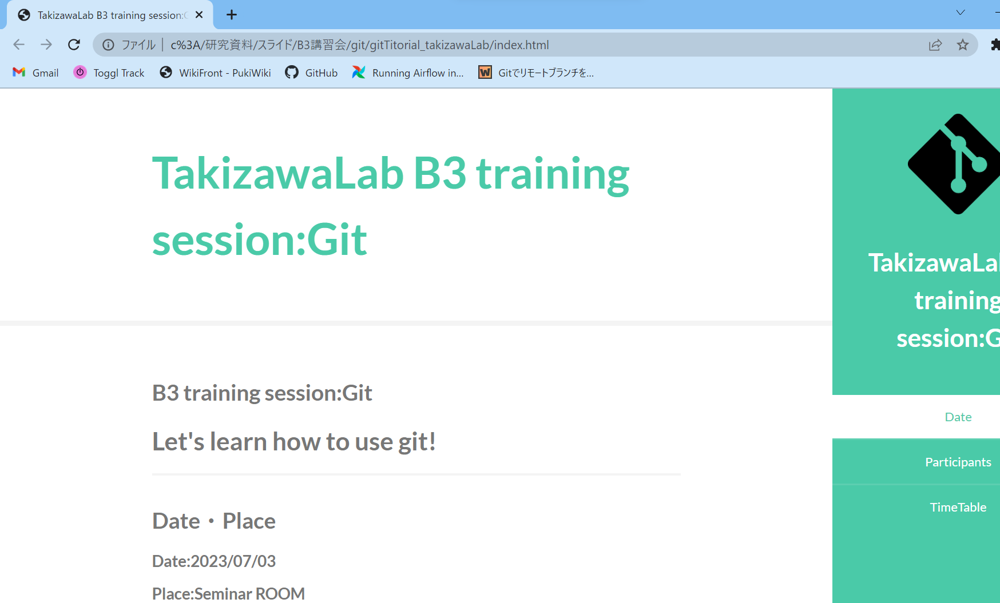 TakizawaLab B3 training session:
ファイル c%3A/研究資料/スライド/B3講習会/git/gitTitorial_takizawaLab/index.html
Gmail Toggl Track WikiFront - PukiWiki GitHub Running Airflow in... Gitでリモートブランチを...
TakizawaLab B3 training
session:Git
B3 training session:Git
Let's learn how to use git!
Date・Place
Date:2023/07/03
Place:Seminar ROOM
TakizawaLa
training
session:G
Date
Participants
TimeTable